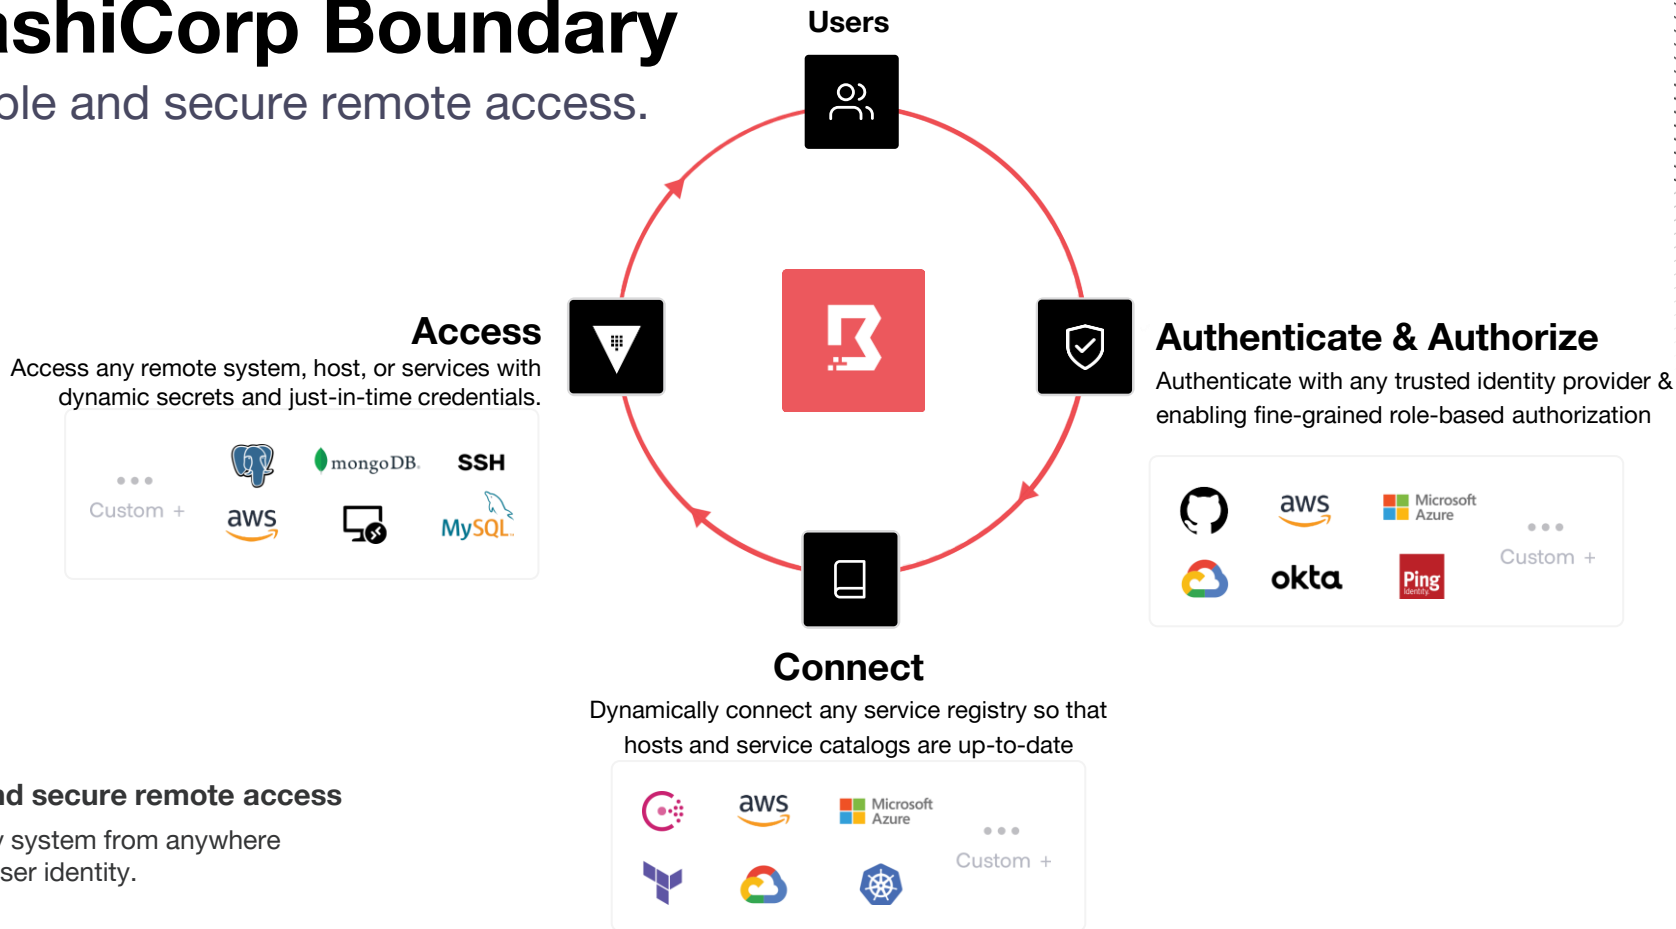 ashiCorp Boundary
ple and secure remote access.
Users
Access
Access any remote system, host, or services with
dynamic secrets and just-in-time credentials.
Custom +
mongoDB.
SSH
aws
MySQL
Authenticate & Authorize
Authenticate with any trusted identity provider &
enabling fine-grained role-based authorization
aws
Microsoft
Azure
okta
Ping
Identity.
Custom +
Connect
Dynamically connect any service registry so that
hosts and service catalogs are up-to-date
aws
Microsoft
Azure
Custom +
nd secure remote access
y system from anywhere
ser identity.